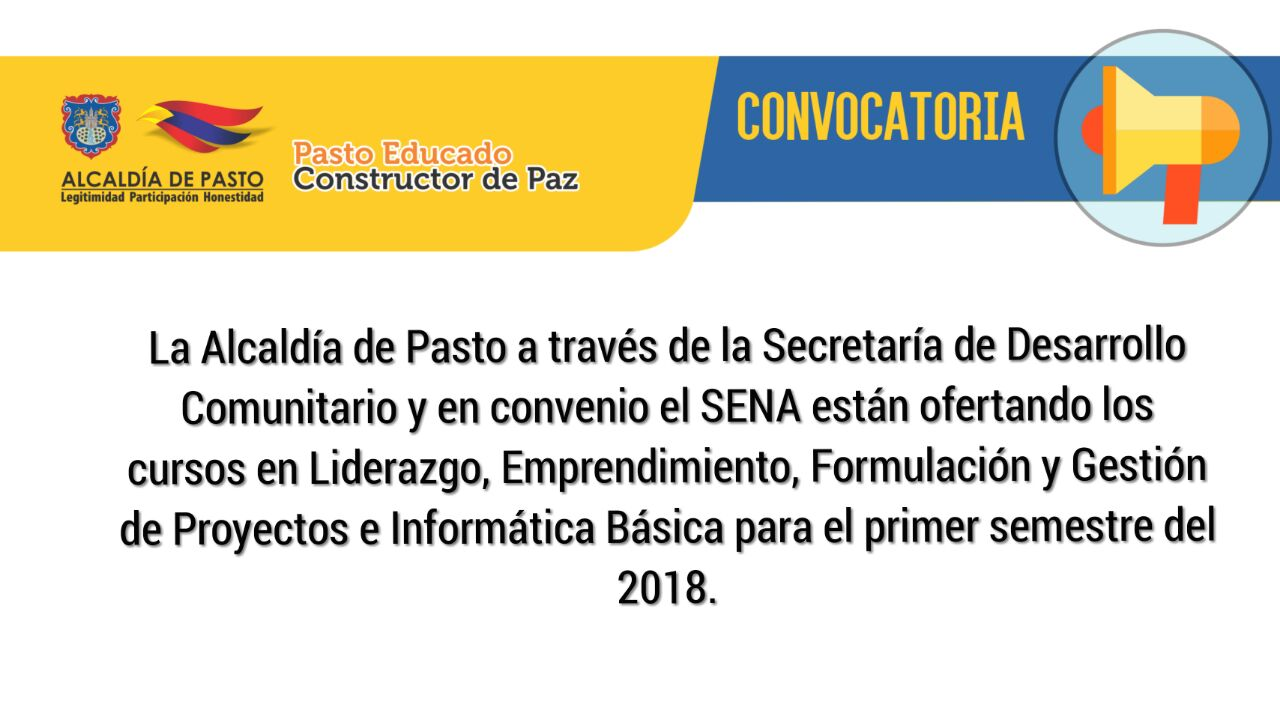 ALCALDÍA DE PASTO
Legitimidad Participación Honestidad
Pasto Educado
Constructor de Paz
CONVOCATORIA
La Alcaldía de Pasto a través de la Secretaría de Desarrollo
Comunitario y en convenio el SENA están ofertando los
cursos en Liderazgo, Emprendimiento, Formulación y Gestión
de Proyectos e Informática Básica para el primer semestre del
2018.